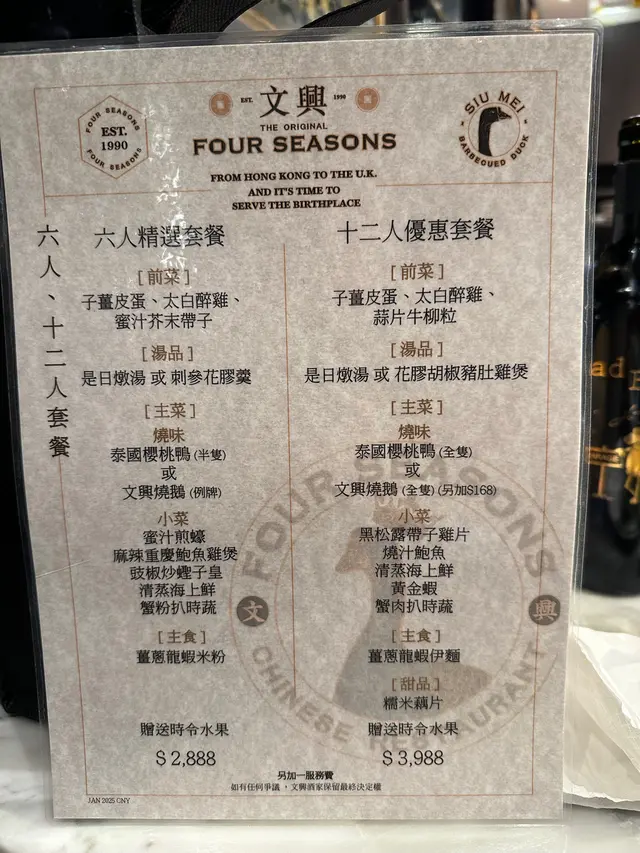 FOUR SEASONS
EST.
1990
FOUR SEASONS
EST. 文興 1990
THE ORIGINAL
FOUR SEASONS
FROM HONG KONG TO THE U.K.
AND IT'S TIME TO
SERVE THE BIRTHPLACE
SIU MEI
BARBECUED DUCK
六人、十二人套餐
六人精選套餐
[前菜]
子薑皮蛋、太白醉雞、
蜜汁芥末帶子
[湯品]
是日燉湯 或 刺參花膠羹
[主菜]
燒味
泰國櫻桃鴨 (半隻)
或
文興燒鵝 (例牌)
小菜
蜜汁煎蠔
麻辣重慶鮑魚雞煲
豉椒炒蟶子皇
清蒸海上鮮
蟹粉扒時蔬
[主食]
薑蔥龍蝦米粉
贈送時令水果
$2,888
十二人優惠套餐
[前菜]
子薑皮蛋、太白醉雞、
蒜片牛柳粒
[湯品]
是日燉湯 或 花膠胡椒豬肚雞煲
[主菜]
燒味
泰國櫻桃鴨 (全隻)
或
文興燒鵝 (全隻) (另加$168)
小菜
黑松露帶子雞片
燒汁鮑魚
清蒸海上鮮
黃金蝦
蟹肉扒時蔬
[主食]
薑蔥龍蝦伊麵
[甜品]
糯米藕片
贈送時令水果
$3,988
FOUR SEASONS
文
興
CHINESE RESTAURANT
另加一服務費
如有任何爭議，文興酒家保留最終決定權
JAN 2025 CNY